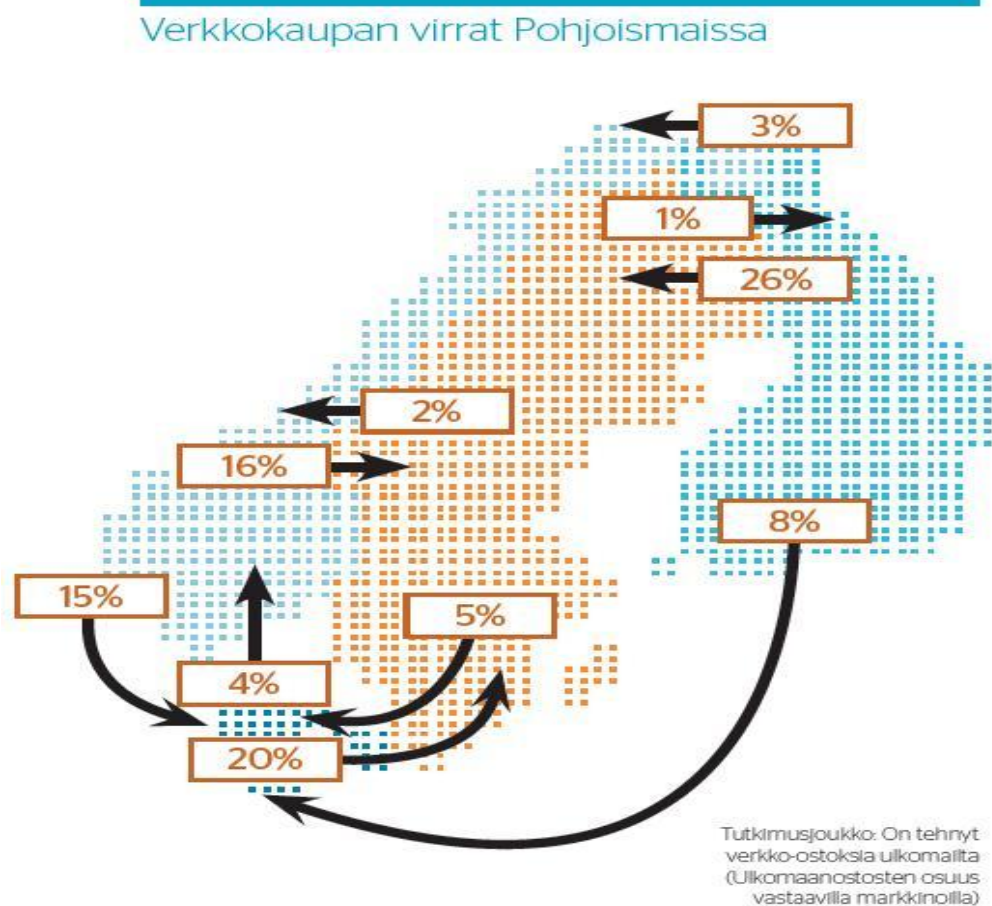 Verkkokaupan virrat Pohjoismaissa
3%
1%
26%
2%
16%
8%
15%
5%
4%
20%
Tutkimusjoukko: On tehnyt
verkko-ostoksia ulkomailta
(Ulkomaanostosten osuus
vastaavilla markkinoilla)